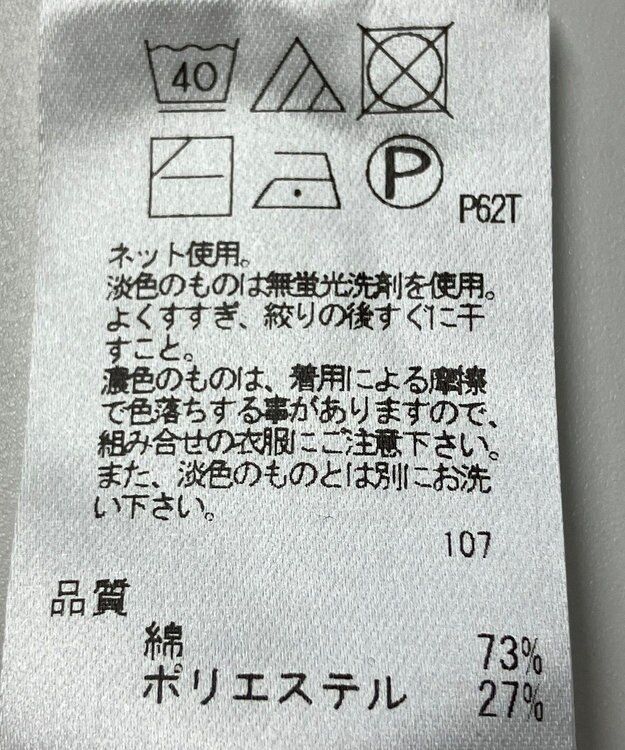 40
P
P62T
ネット使用。
淡色のものは無蛍光洗剤を使用。
よくすすぎ、絞りの後すぐに干
すこと。
濃色のものは、着用による摩擦
で色落ちする事がありますので、
組み合せの衣服にご注意下さい。
また、淡色のものとは別にお洗
い下さい。
107
品質
綿 73%
ポリエステル 27%